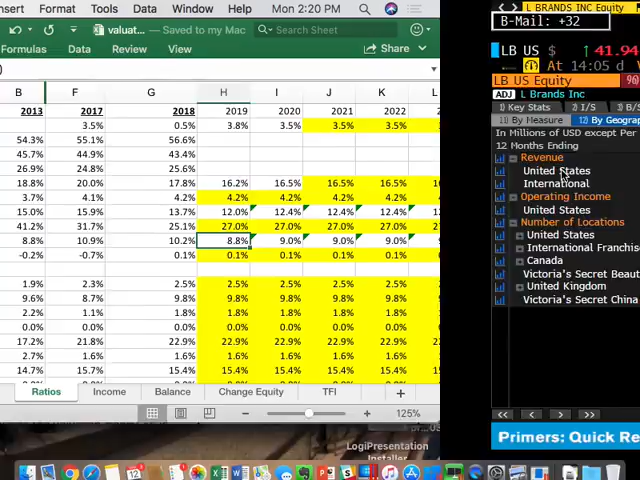 nsert Format Tools Data Window Mon 2:20 PM
valuat... — Saved to my Mac
Search Sheet
Formulas Data Review View Share
B F G H I J K L
2013 2017 2018 2019 2020 2021 2022
3.5% 0.5% 3.8% 3.5% 3.5% 3.5%
54.3% 55.1% 56.6%
45.7% 44.9% 43.4%
26.9% 24.8% 25.6%
18.8% 20.0% 17.8% 16.2% 16.5% 16.5% 16.5%
3.7% 4.1% 4.2% 4.2% 4.2% 4.2% 4.2%
15.0% 15.9% 13.7% 12.0% 12.4% 12.4% 12.4%
41.2% 31.7% 25.1% 27.0% 27.0% 27.0% 27.0%
8.8% 10.9% 10.2% 8.8% 9.0% 9.0% 9.0%
-0.2% -0.7% 0.1% 0.1% 0.1% 0.1% 0.1%
1.9% 2.3% 2.5% 2.5% 2.5% 2.5% 2.5%
9.6% 8.7% 9.8% 9.8% 9.8% 9.8% 9.8%
2.2% 1.1% 1.8% 1.8% 1.8% 1.8% 1.8%
0.0% 0.0% 0.0% 0.0% 0.0% 0.0% 0.0%
17.2% 21.8% 22.9% 22.9% 22.9% 22.9% 22.9%
2.7% 1.6% 1.6% 1.6% 1.6% 1.6% 1.6%
14.7% 15.7% 15.4% 15.4% 15.4% 15.4% 15.4%
Ratios Income Balance Change Equity TFI
125%
LogiPresentation
Installer
LB US Equity
B-Mail: +32
LB US $ ↑ 41.94
At 14:05 d
LB US Equity 90
ADJ L Brands Inc
Key Stats I/S
11) By Measure 12) By Geograp
In Millions of USD except Per
12 Months Ending
Revenue
United States
International
Operating Income
United States
Number of Locations
United States
International Franchise
Canada
Victoria's Secret Beaut
United Kingdom
Victoria's Secret China
Primers: Quick Re